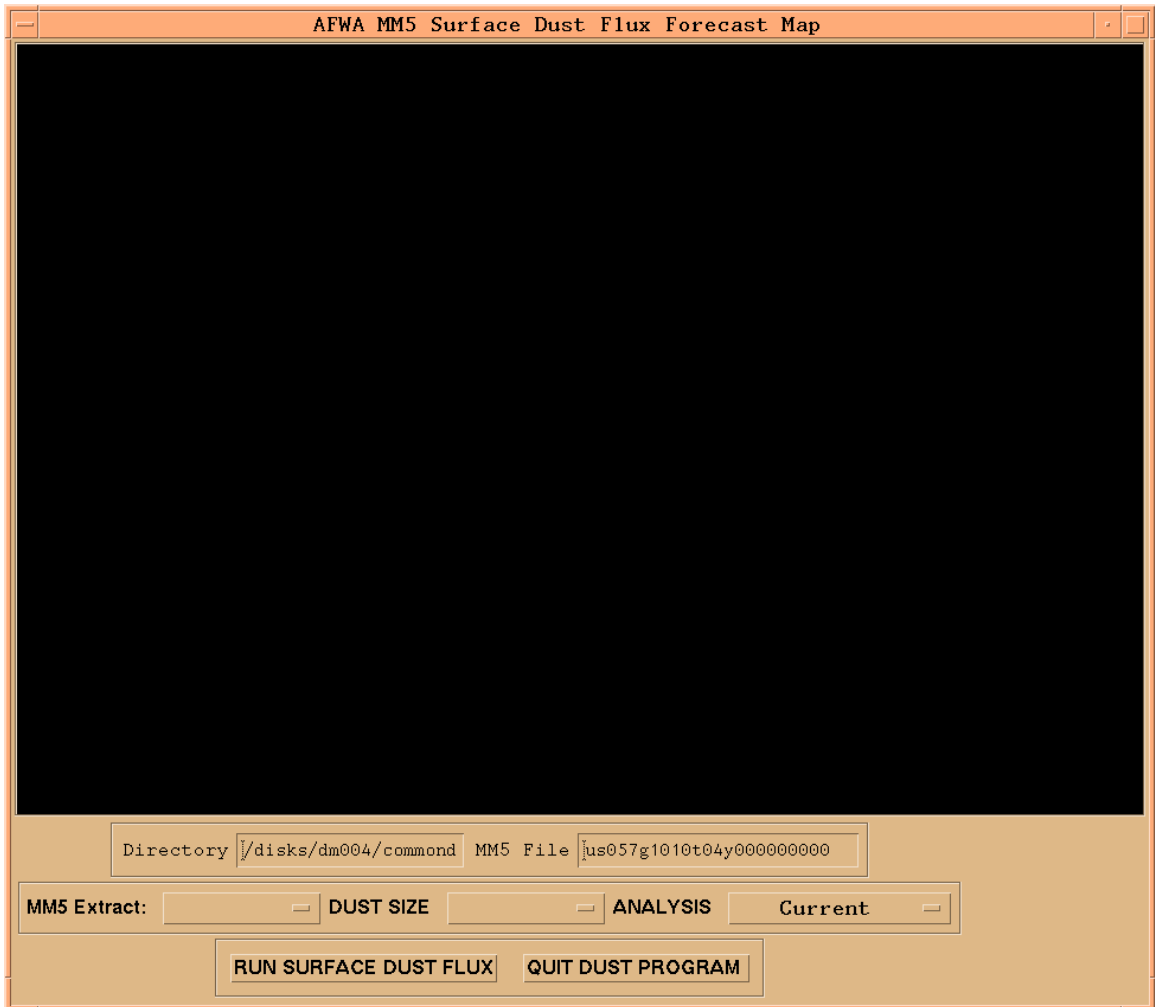 AFWA MM5 Surface Dust Flux Forecast Map
Directory /disks/dm004/commond MM5 File us057g1010t04y000000000
MM5 Extract: DUST SIZE ANALYSIS Current
RUN SURFACE DUST FLUX QUIT DUST PROGRAM